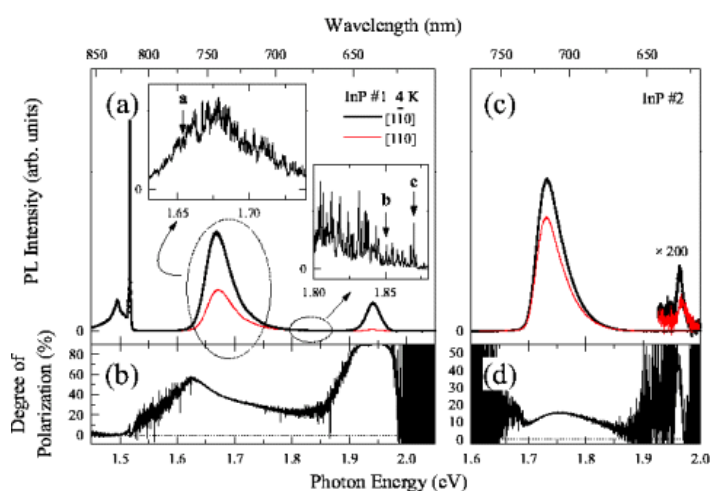 Wavelength (nm)
850 800 750 700 650
750 700 650
(a)
a
InP #1 4 K
[11̄0]
[110]
(c)
InP #2
0
1.65 1.70
b
c
0
1.80 1.85
× 200
PL Intensity (arb. units)
0
0
80
60
40
20
0
(b)
50
40
30
20
10
0
(d)
Degree of
Polarization (%)
1.5 1.6 1.7 1.8 1.9 2.0
1.6 1.7 1.8 1.9 2.0
Photon Energy (eV)